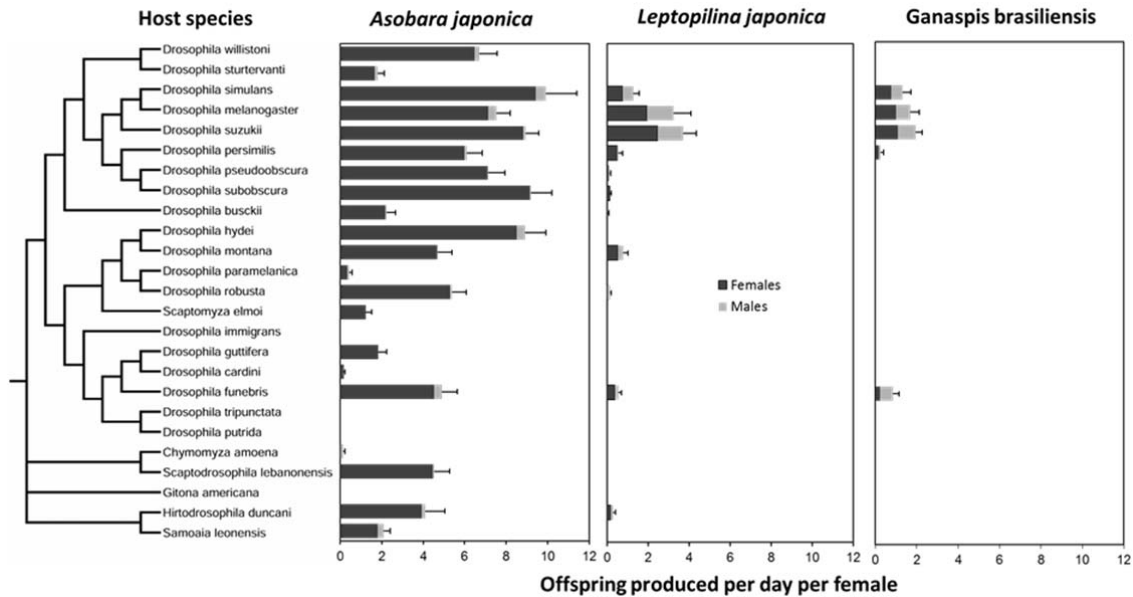 Host species
Asobara japonica
Leptopilina japonica
Ganaspis brasiliensis
Drosophila willistoni
Drosophila sturtervanti
Drosophila simulans
Drosophila melanogaster
Drosophila suzukii
Drosophila persimilis
Drosophila pseudoobscura
Drosophila subobscura
Drosophila busckii
Drosophila hydei
Drosophila montana
Drosophila paramelanica
Drosophila robusta
Scaptomyza elmoi
Drosophila immigrans
Drosophila guttifera
Drosophila cardini
Drosophila funebris
Drosophila tripunctata
Drosophila putrida
Chymomyza amoena
Scaptodrosophila lebanonensis
Gitona americana
Hirtodrosophila duncani
Samoaia leonensis
Females
Males
0 2 4 6 8 10 12
0 2 4 6 8 10 12
0 2 4 6 8 10 12
Offspring produced per day per female